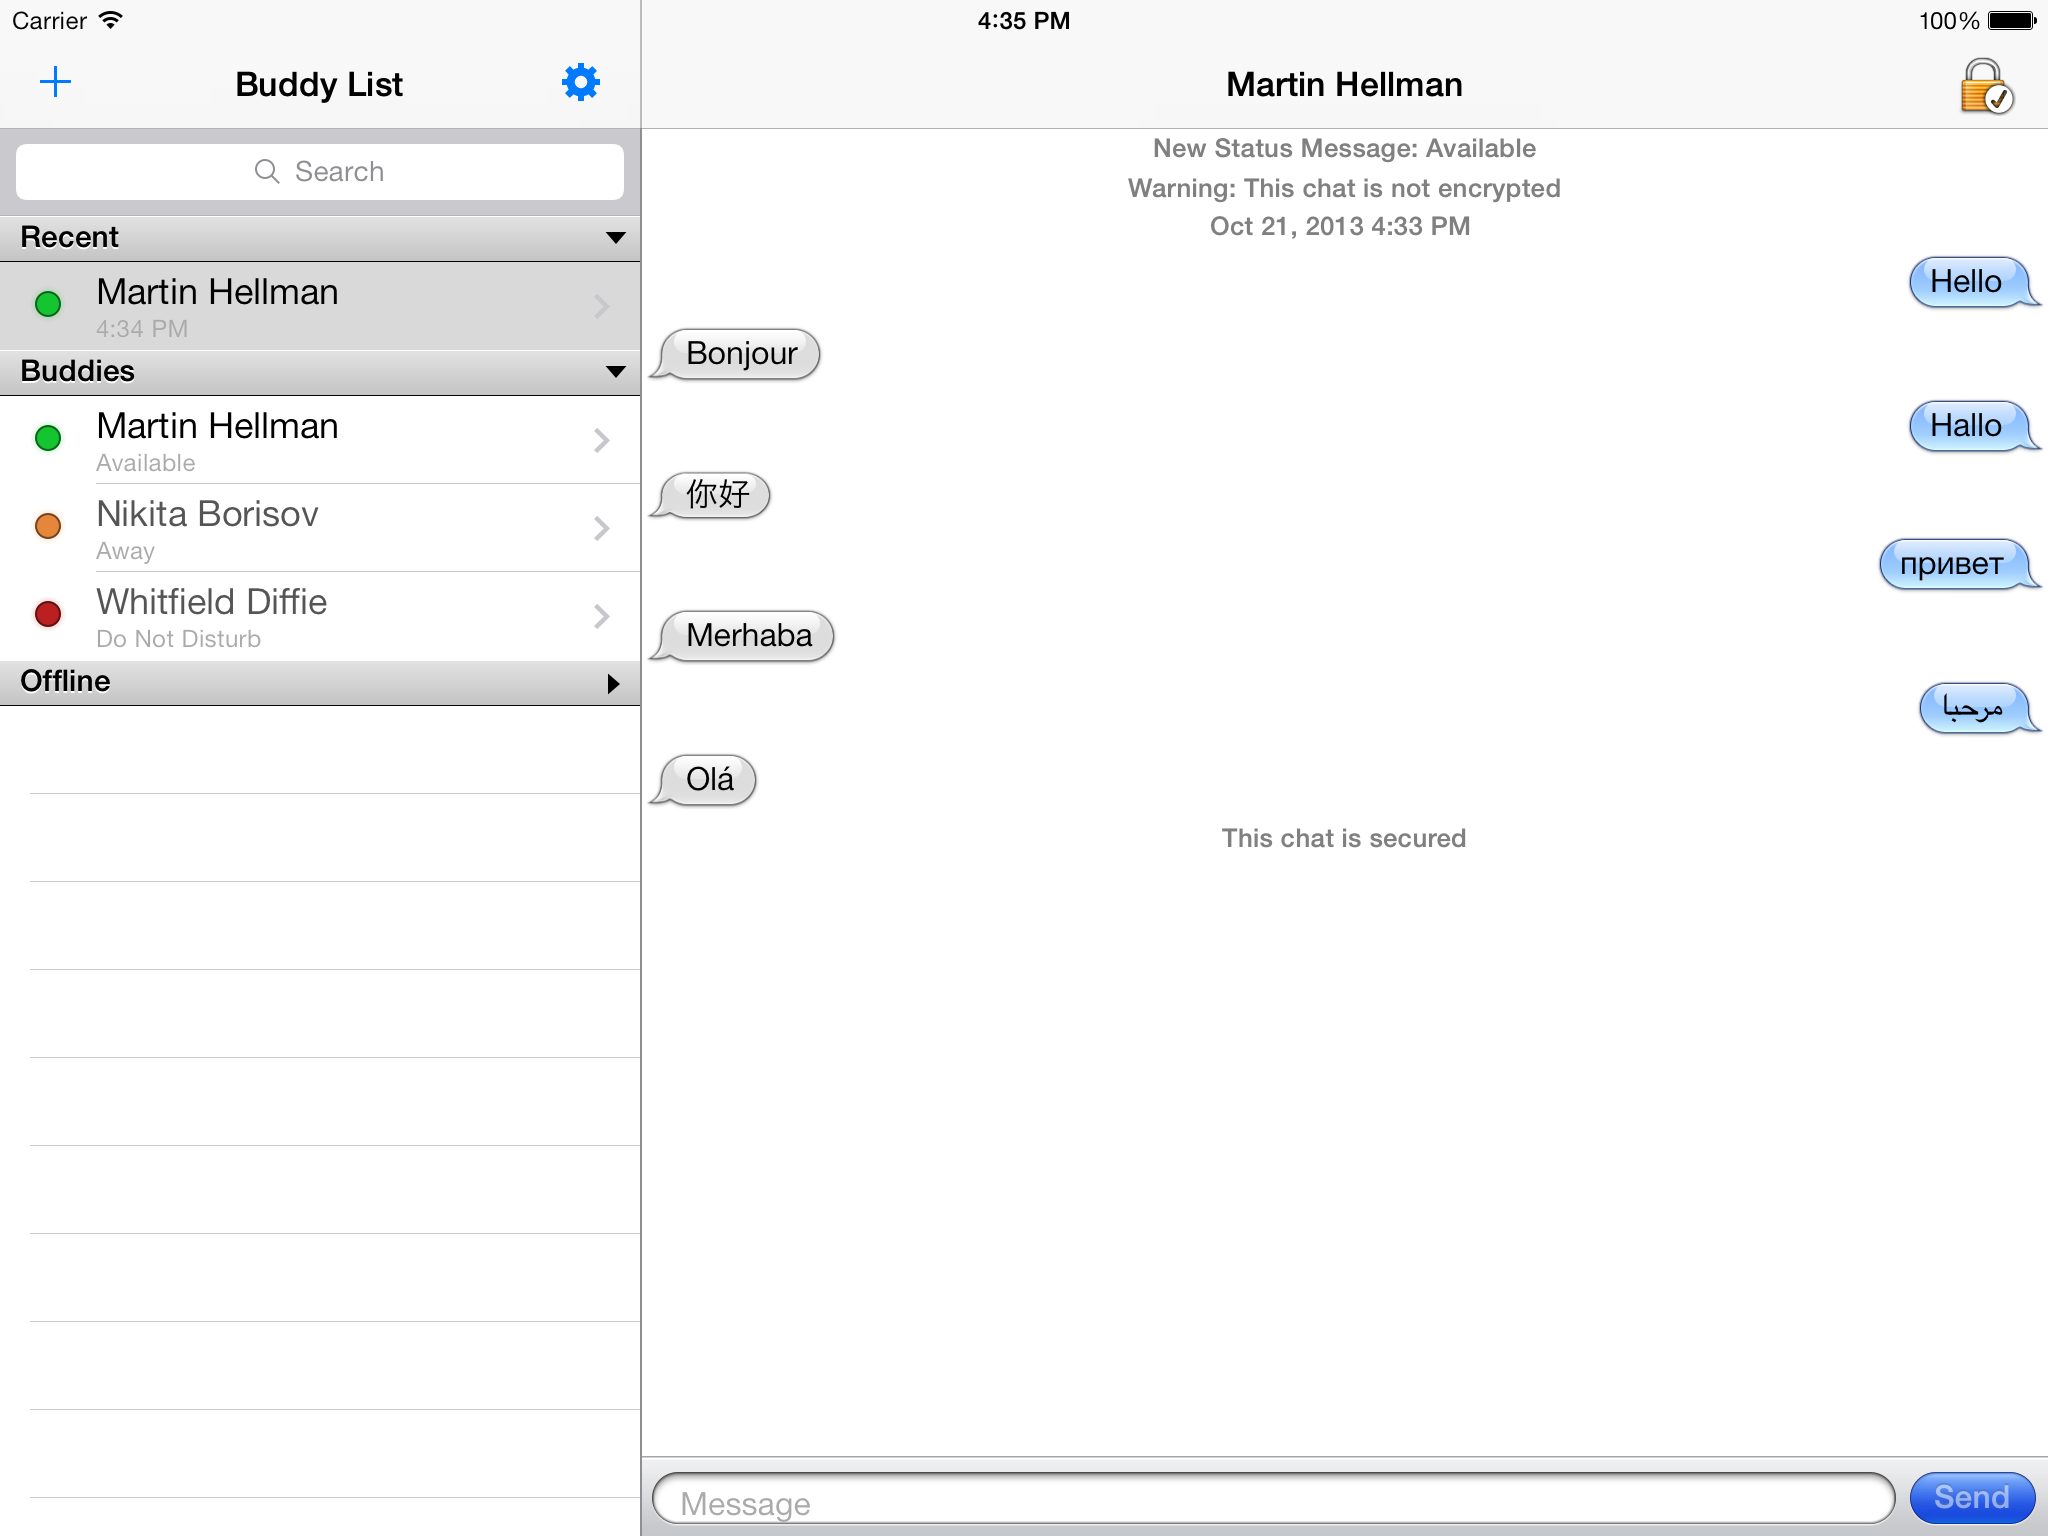 Carrier
4:35 PM
100%
Buddy List
Search
Recent
Martin Hellman
4:34 PM
Buddies
Martin Hellman
Available
Nikita Borisov
Away
Whitfield Diffie
Do Not Disturb
Offline
Martin Hellman
New Status Message: Available
Warning: This chat is not encrypted
Oct 21, 2013 4:33 PM
Hello
Bonjour
Hallo
你好
привет
Merhaba
مرحبا
Olá
This chat is secured
Message
Send